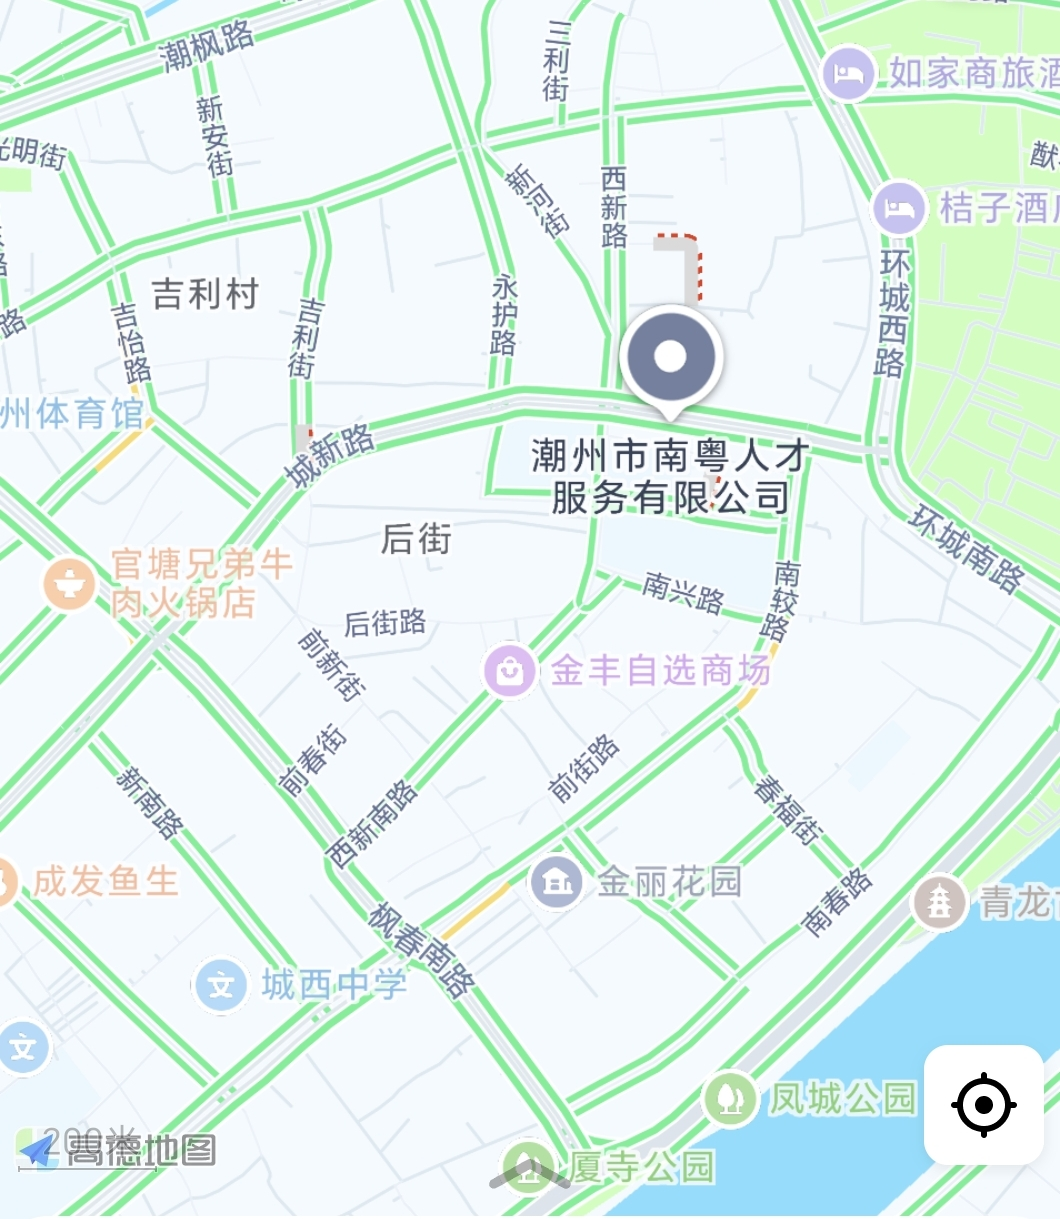 潮枫路
三利街
如家商旅酒
新安街
光明街
新河街
西新路
桔子酒店
环城西路
吉利村
永护路
吉怡路
吉利街
路
州体育馆
城新路
潮州市南粤人才
服务有限公司
后街
环城南路
官塘兄弟牛
肉火锅店
南兴路
南较路
后街路
前新街
金丰自选商场
前春街
前街路
新南路
西新南路
春福街
成发鱼生
金丽花园
南春路
青龙古
枫春南路
城西中学
凤城公园
200米
高德地图
厦寺公园